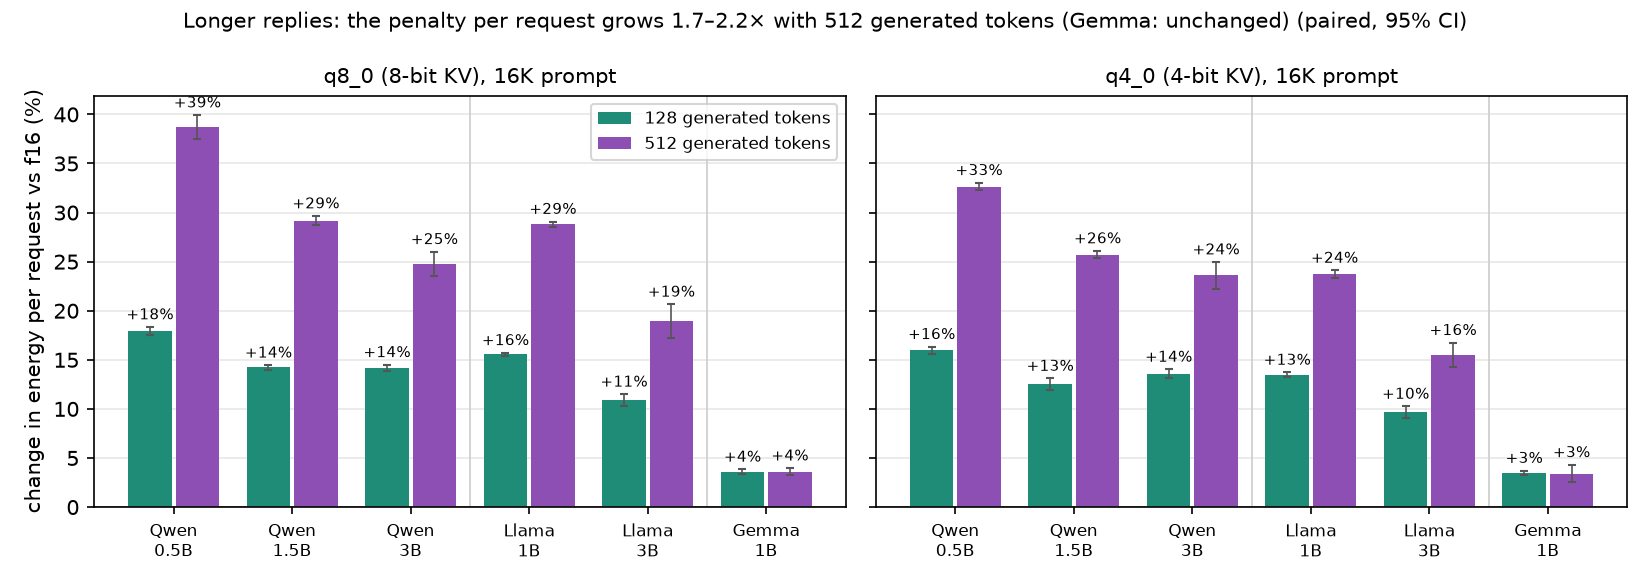 Longer replies: the penalty per request grows 1.7–2.2× with 512 generated tokens (Gemma: unchanged) (paired, 95% CI)
q8_0 (8-bit KV), 16K prompt
change in energy per request vs f16 (%)
40
35
30
25
20
15
10
5
0
128 generated tokens
512 generated tokens
+18%
+39%
+14%
+29%
+14%
+25%
+16%
+29%
+11%
+19%
+4%
+4%
Qwen
0.5B
Qwen
1.5B
Qwen
3B
Llama
1B
Llama
3B
Gemma
1B
q4_0 (4-bit KV), 16K prompt
+16%
+33%
+13%
+26%
+14%
+24%
+13%
+24%
+10%
+16%
+3%
+3%
Qwen
0.5B
Qwen
1.5B
Qwen
3B
Llama
1B
Llama
3B
Gemma
1B